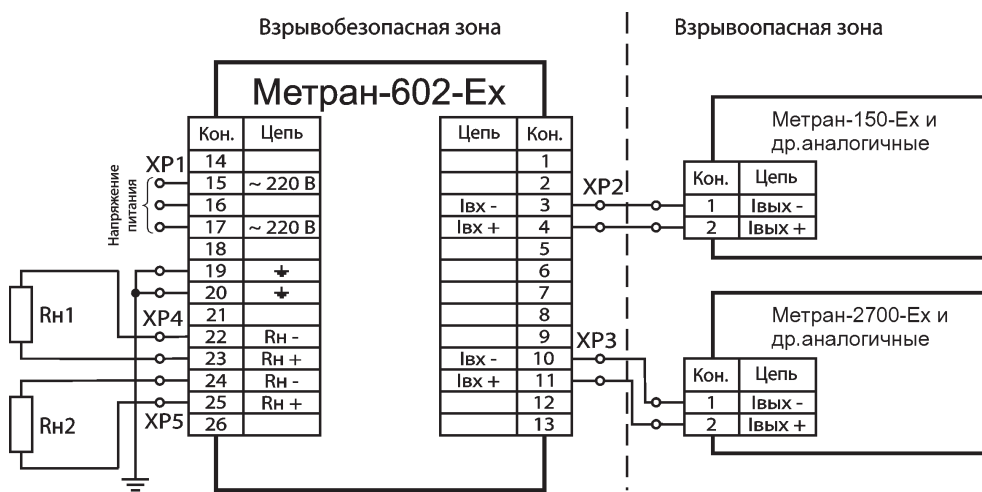 Взрывобезопасная зона
Взрывоопасная зона
Метран-602-Ех
Кон. Цепь
14
15 ~ 220 В
16
17 ~ 220 В
18
19
20
21
22 Rн -
23 Rн +
24 Rн -
25 Rн +
26
Цепь Кон.
1
2
Iвх - 3
Iвх + 4
5
6
7
8
9
Iвх - 10
Iвх + 11
12
13
XP1
Напряжение
питания
XP4
XP5
Rн1
Rн2
XP2
XP3
Метран-150-Ех и
др.аналогичные
Кон. Цепь
1 Iвых -
2 Iвых +
Метран-2700-Ех и
др.аналогичные
Кон. Цепь
1 Iвых -
2 Iвых +